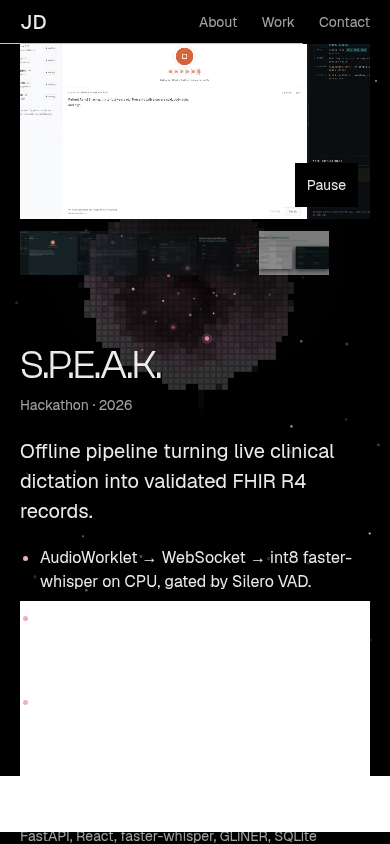 JD
About Work Contact
Pause
S.P.E.A.K.
Hackathon · 2026
Offline pipeline turning live clinical
dictation into validated FHIR R4
records.
AudioWorklet → WebSocket → int8 faster-
whisper on CPU, gated by Silero VAD.
FastAPI, React, faster-whisper, GLiNER, SQLite